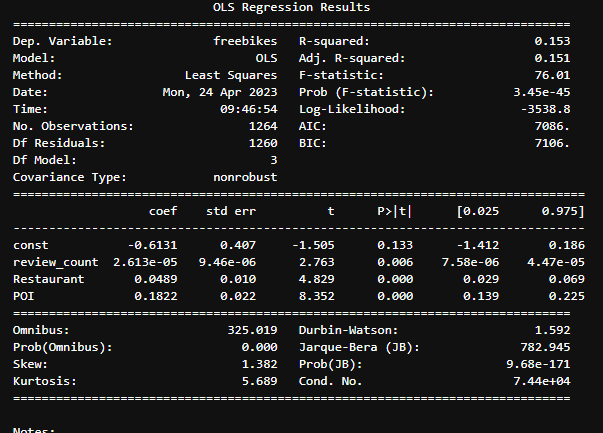 OLS Regression Results
==============================================================================
Dep. Variable:              freebikes   R-squared:                       0.153
Model:                            OLS   Adj. R-squared:                  0.151
Method:                 Least Squares   F-statistic:                     76.01
Date:                Mon, 24 Apr 2023   Prob (F-statistic):           3.45e-45
Time:                        09:46:54   Log-Likelihood:                -3538.8
No. Observations:                1264   AIC:                             7086.
Df Residuals:                    1260   BIC:                             7106.
Df Model:                           3
Covariance Type:            nonrobust
================================================================================
                   coef    std err          t      P>|t|      [0.025      0.975]
--------------------------------------------------------------------------------
const           -0.6131      0.407     -1.505      0.133      -1.412       0.186
review_count  2.613e-05   9.46e-06      2.763      0.006    7.58e-06    4.47e-05
Restaurant       0.0489      0.010      4.829      0.000       0.029       0.069
POI              0.1822      0.022      8.352      0.000       0.139       0.225
==============================================================================
Omnibus:                      325.019   Durbin-Watson:                   1.592
Prob(Omnibus):                  0.000   Jarque-Bera (JB):              782.945
Skew:                           1.382   Prob(JB):                    9.68e-171
Kurtosis:                       5.689   Cond. No.                     7.44e+04
==============================================================================
Notes: